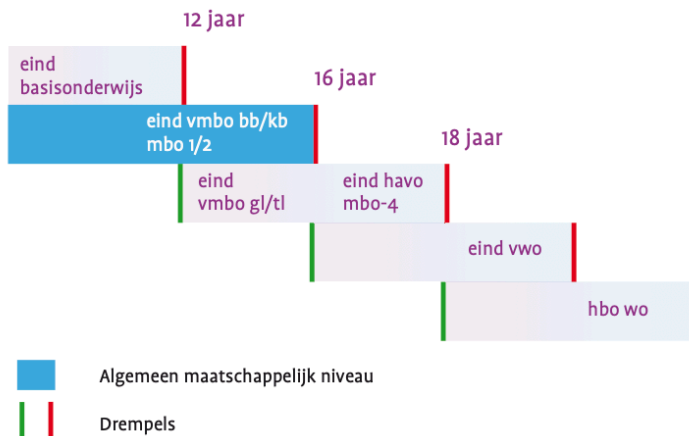 12 jaar
eind
basisonderwijs
16 jaar
eind vmbo bb/kb
mbo 1/2
18 jaar
eind
vmbo gl/tl
eind havo
mbo-4
eind vwo
hbo wo
Algemeen maatschappelijk niveau
Drempels